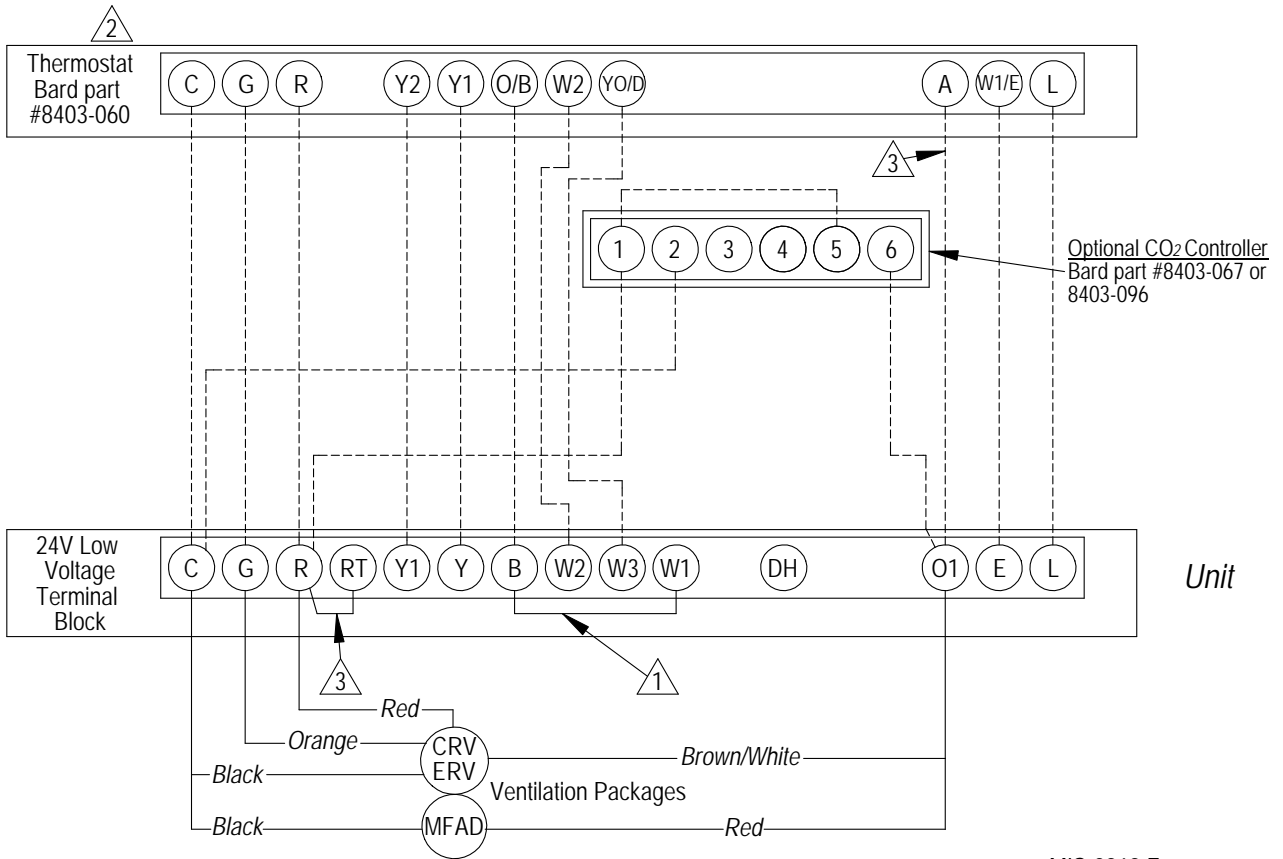 2
Thermostat
Bard part
#8403-060
C G R Y2 Y1 O/B W2 YO/D A W1/E L
3
1 2 3 4 5 6
Optional CO2 Controller
Bard part #8403-067 or
8403-096
24V Low
Voltage
Terminal
Block
C G R RT Y1 Y B W2 W3 W1 DH O1 E L
Unit
3
1
Red
Orange
CRV
Brown/White
Black
ERV
Ventilation Packages
Black
MFAD
Red